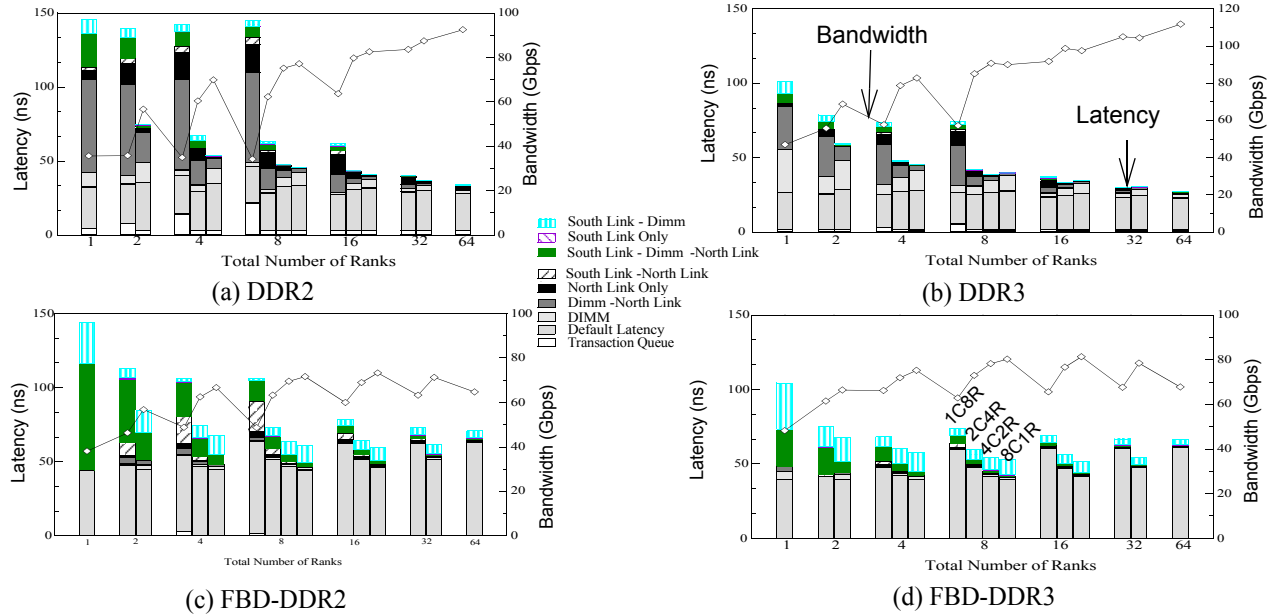 150
100
50
0
Latency (ns)
100
80
60
40
20
0
Bandwidth (Gbps)
1 2 4 8 16 32 64
Total Number of Ranks
(a) DDR2
150
100
50
0
Latency (ns)
120
100
80
60
40
20
0
Bandwidth (Gbps)
Bandwidth
Latency
1 2 4 8 16 32 64
Total Number of Ranks
(b) DDR3
South Link - Dimm
South Link Only
South Link - Dimm -North Link
South Link -North Link
North Link Only
Dimm -North Link
DIMM
Default Latency
Transaction Queue
150
100
50
0
Latency (ns)
100
80
60
40
20
0
Bandwidth (Gbps)
1 2 4 8 16 32 64
Total Number of Ranks
(c) FBD-DDR2
150
100
50
0
Latency (ns)
100
80
60
40
20
0
Bandwidth (Gbps)
1C8R
2C4R
4C2R
8C1R
1 2 4 8 16 32 64
Total Number of Ranks
(d) FBD-DDR3